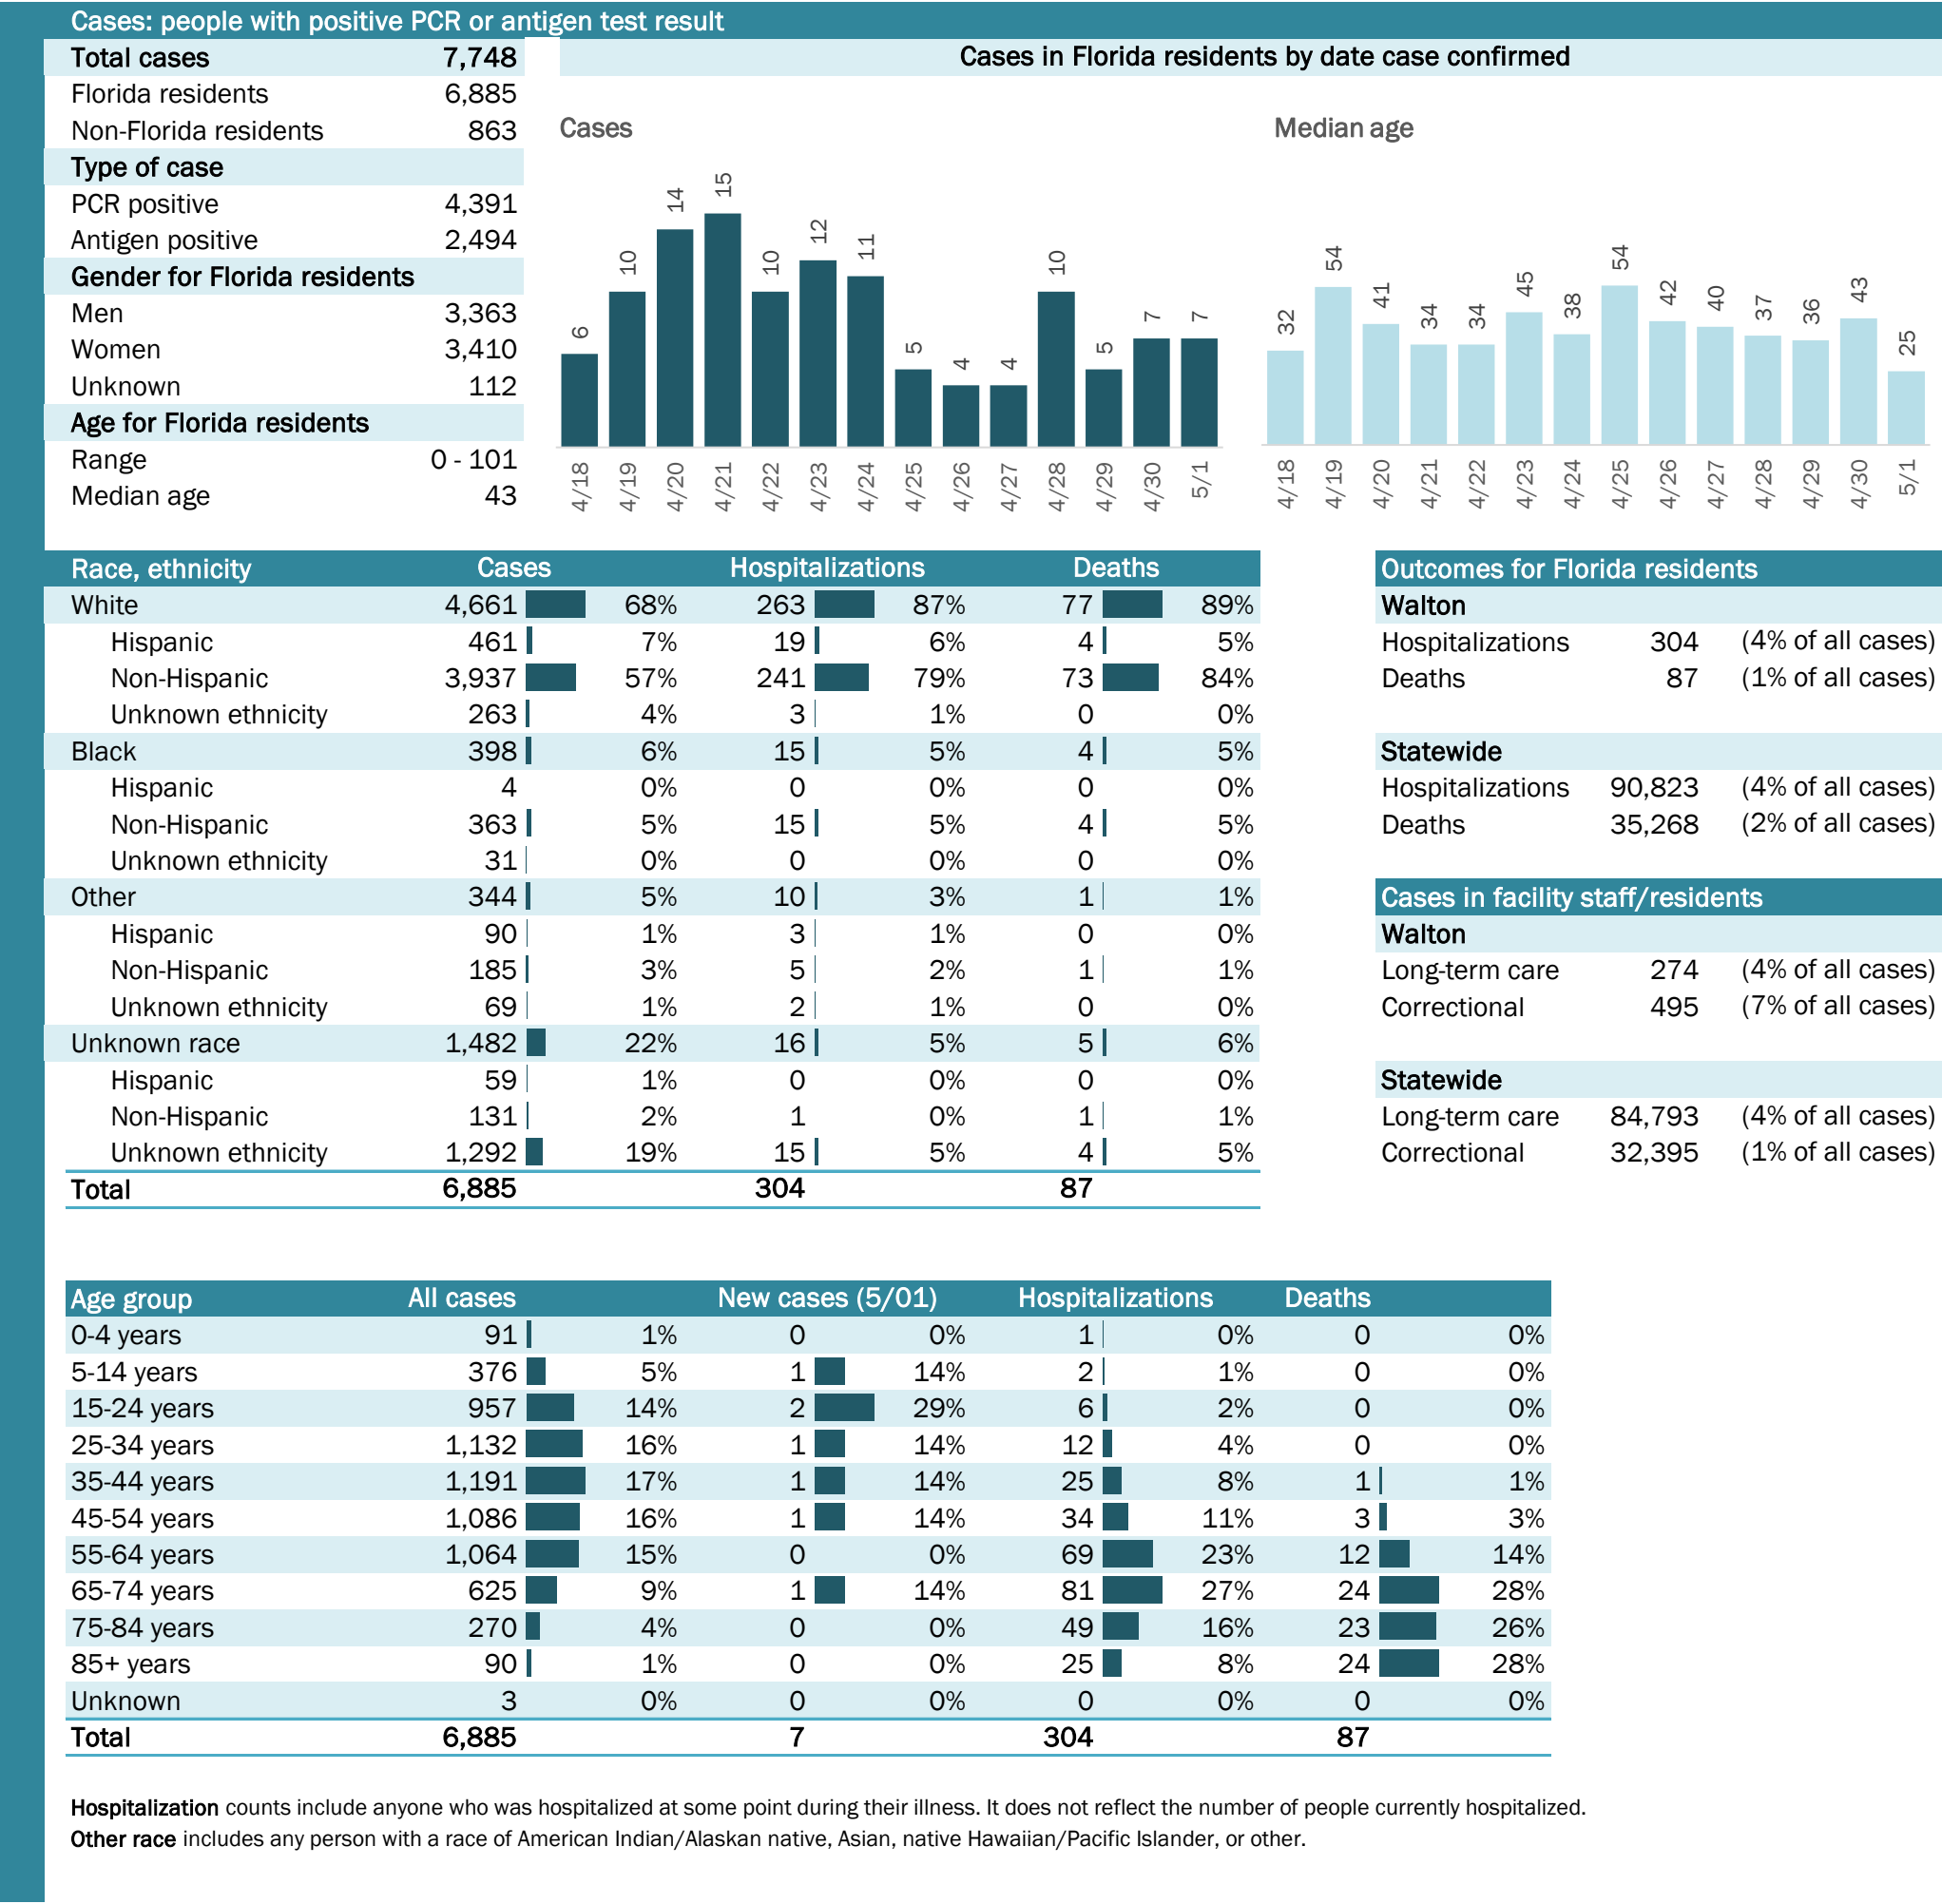 Cases: people with positive PCR or antigen test result
Total cases 7,748
Florida residents 6,885
Non-Florida residents 863
Type of case
PCR positive 4,391
Antigen positive 2,494
Gender for Florida residents
Men 3,363
Women 3,410
Unknown 112
Age for Florida residents
Range 0 - 101
Median age 43
Cases in Florida residents by date case confirmed
Cases
6 10 14 15 10 12 11 5 4 4 10 5 7 7
4/18 4/19 4/20 4/21 4/22 4/23 4/24 4/25 4/26 4/27 4/28 4/29 4/30 5/1
Median age
32 54 41 34 34 45 38 54 42 40 37 36 43 25
4/18 4/19 4/20 4/21 4/22 4/23 4/24 4/25 4/26 4/27 4/28 4/29 4/30 5/1
Race, ethnicity Cases Hospitalizations Deaths
White 4,661 68% 263 87% 77 89%
Hispanic 461 7% 19 6% 4 5%
Non-Hispanic 3,937 57% 241 79% 73 84%
Unknown ethnicity 263 4% 3 1% 0 0%
Black 398 6% 15 5% 4 5%
Hispanic 4 0% 0 0% 0 0%
Non-Hispanic 363 5% 15 5% 4 5%
Unknown ethnicity 31 0% 0 0% 0 0%
Other 344 5% 10 3% 1 1%
Hispanic 90 1% 3 1% 0 0%
Non-Hispanic 185 3% 5 2% 1 1%
Unknown ethnicity 69 1% 2 1% 0 0%
Unknown race 1,482 22% 16 5% 5 6%
Hispanic 59 1% 0 0% 0 0%
Non-Hispanic 131 2% 1 0% 1 1%
Unknown ethnicity 1,292 19% 15 5% 4 5%
Total 6,885 304 87
Outcomes for Florida residents
Walton
Hospitalizations 304 (4% of all cases)
Deaths 87 (1% of all cases)
Statewide
Hospitalizations 90,823 (4% of all cases)
Deaths 35,268 (2% of all cases)
Cases in facility staff/residents
Walton
Long-term care 274 (4% of all cases)
Correctional 495 (7% of all cases)
Statewide
Long-term care 84,793 (4% of all cases)
Correctional 32,395 (1% of all cases)
Age group All cases New cases (5/01) Hospitalizations Deaths
0-4 years 91 1% 0 0% 1 0% 0 0%
5-14 years 376 5% 1 14% 2 1% 0 0%
15-24 years 957 14% 2 29% 6 2% 0 0%
25-34 years 1,132 16% 1 14% 12 4% 0 0%
35-44 years 1,191 17% 1 14% 25 8% 1 1%
45-54 years 1,086 16% 1 14% 34 11% 3 3%
55-64 years 1,064 15% 0 0% 69 23% 12 14%
65-74 years 625 9% 1 14% 81 27% 24 28%
75-84 years 270 4% 0 0% 49 16% 23 26%
85+ years 90 1% 0 0% 25 8% 24 28%
Unknown 3 0% 0 0% 0 0% 0 0%
Total 6,885 7 304 87
Hospitalization counts include anyone who was hospitalized at some point during their illness. It does not reflect the number of people currently hospitalized.
Other race includes any person with a race of American Indian/Alaskan native, Asian, native Hawaiian/Pacific Islander, or other.